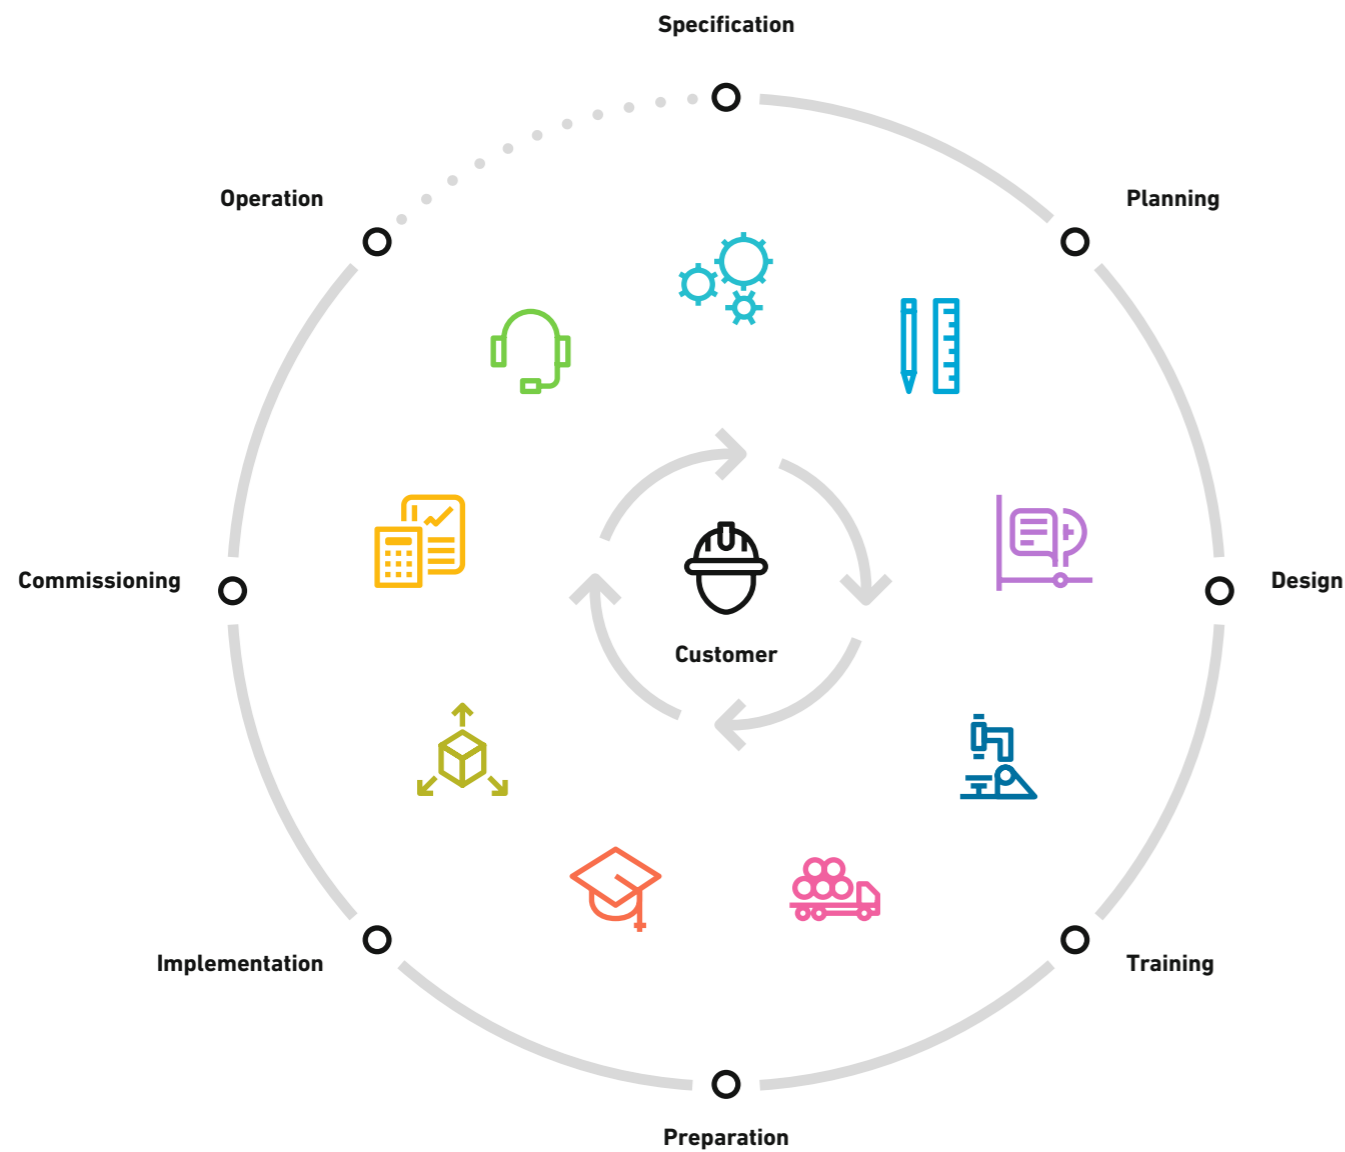 Specification
Operation
Planning
Commissioning
Design
Customer
Implementation
Training
Preparation